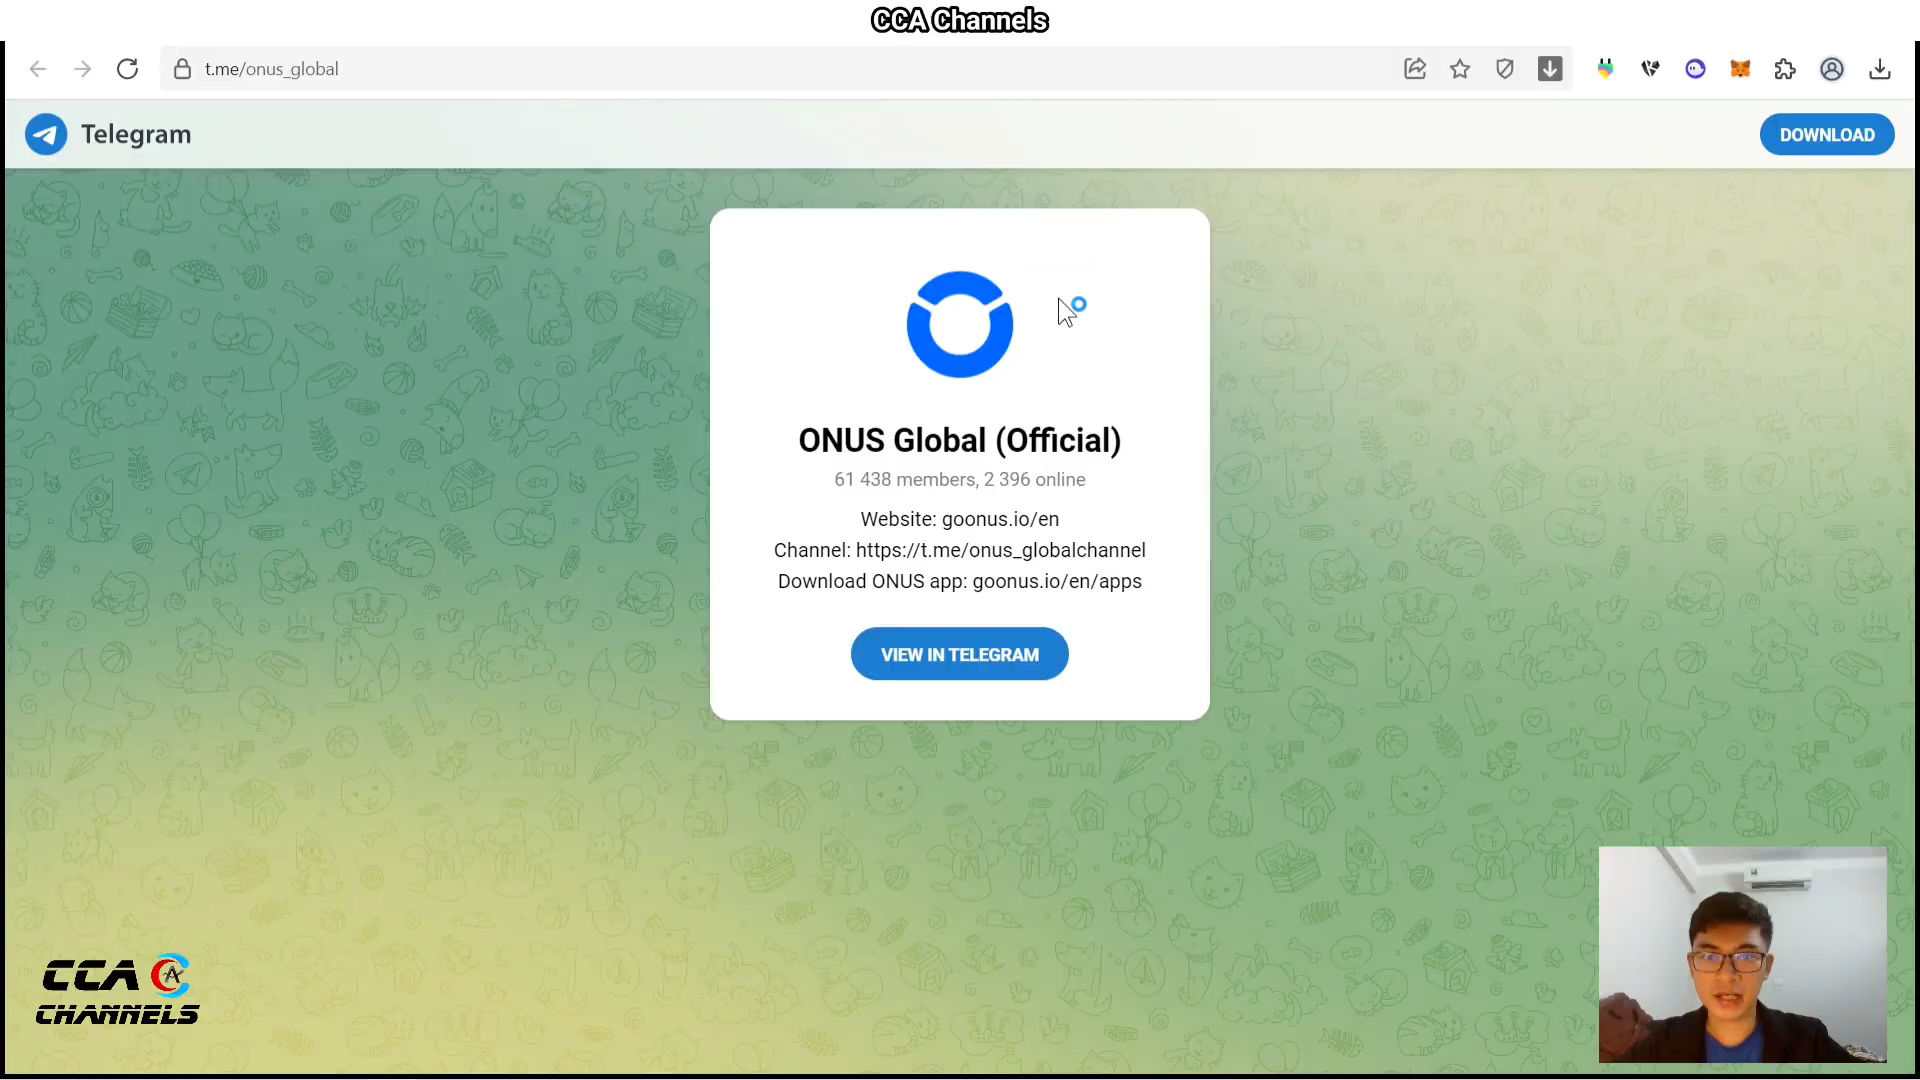 CCA Channels
t.me/onus_global
Telegram
DOWNLOAD
ONUS Global (Official)
61 438 members, 2 396 online
Website: goonus.io/en
Channel: https://t.me/onus_globalchannel
Download ONUS app: goonus.io/en/apps
VIEW IN TELEGRAM
CCA
CHANNELS